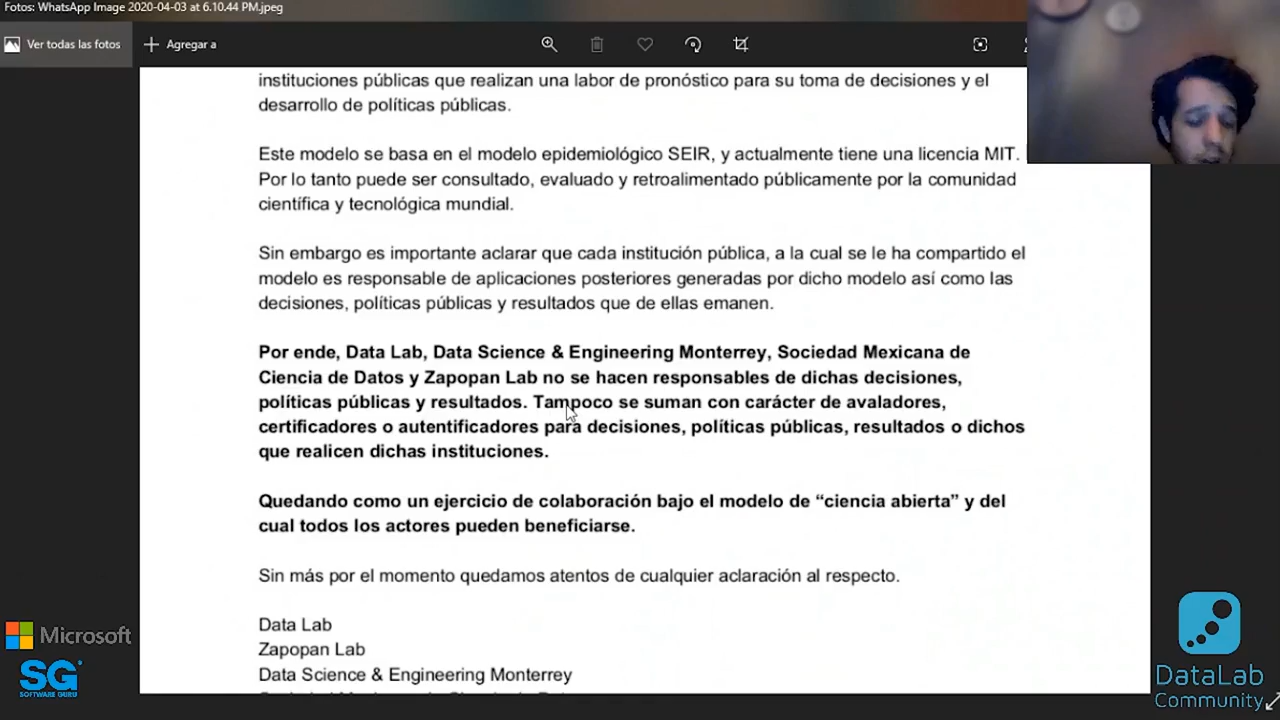 Fotos: WhatsApp Image 2020-04-03 at 6.10.44 PM.jpeg
Ver todas las fotos
Agregar a
instituciones públicas que realizan una labor de pronóstico para su toma de decisiones y el
desarrollo de políticas públicas.
Este modelo se basa en el modelo epidemiológico SEIR, y actualmente tiene una licencia MIT.
Por lo tanto puede ser consultado, evaluado y retroalimentado públicamente por la comunidad
científica y tecnológica mundial.
Sin embargo es importante aclarar que cada institución pública, a la cual se le ha compartido el
modelo es responsable de aplicaciones posteriores generadas por dicho modelo así como las
decisiones, políticas públicas y resultados que de ellas emanen.
Por ende, Data Lab, Data Science & Engineering Monterrey, Sociedad Mexicana de
Ciencia de Datos y Zapopan Lab no se hacen responsables de dichas decisiones,
políticas públicas y resultados. Tampoco se suman con carácter de avaladores,
certificadores o autentificadores para decisiones, políticas públicas, resultados o dichos
que realicen dichas instituciones.
Quedando como un ejercicio de colaboración bajo el modelo de “ciencia abierta” y del
cual todos los actores pueden beneficiarse.
Sin más por el momento quedamos atentos de cualquier aclaración al respecto.
Data Lab
Zapopan Lab
Data Science & Engineering Monterrey
Microsoft
SG
SOFTWARE GURU
DataLab
Community